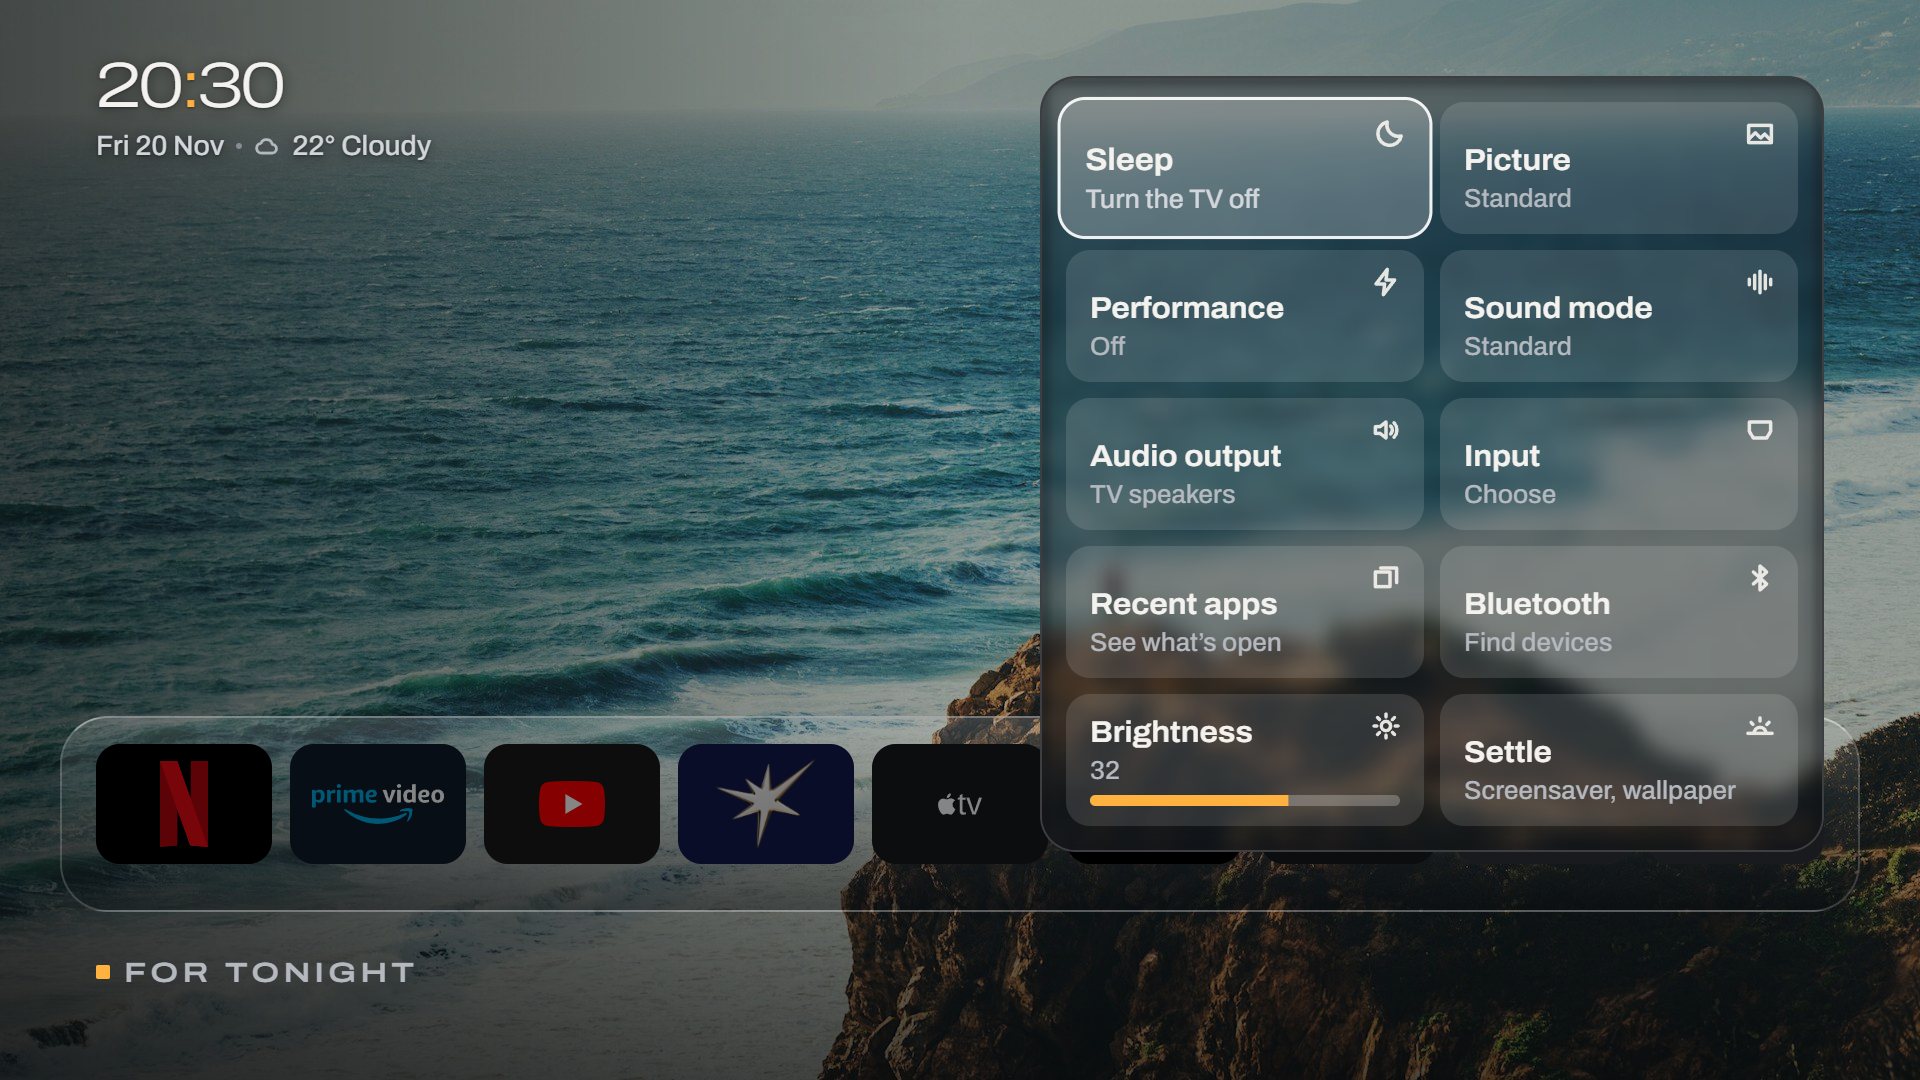 20:30
Fri 20 Nov • 22° Cloudy
Sleep
Turn the TV off
Picture
Standard
Performance
Off
Sound mode
Standard
Audio output
TV speakers
Input
Choose
Recent apps
See what’s open
Bluetooth
Find devices
Brightness
32
Settle
Screensaver, wallpaper
N
prime video
tv
FOR TONIGHT